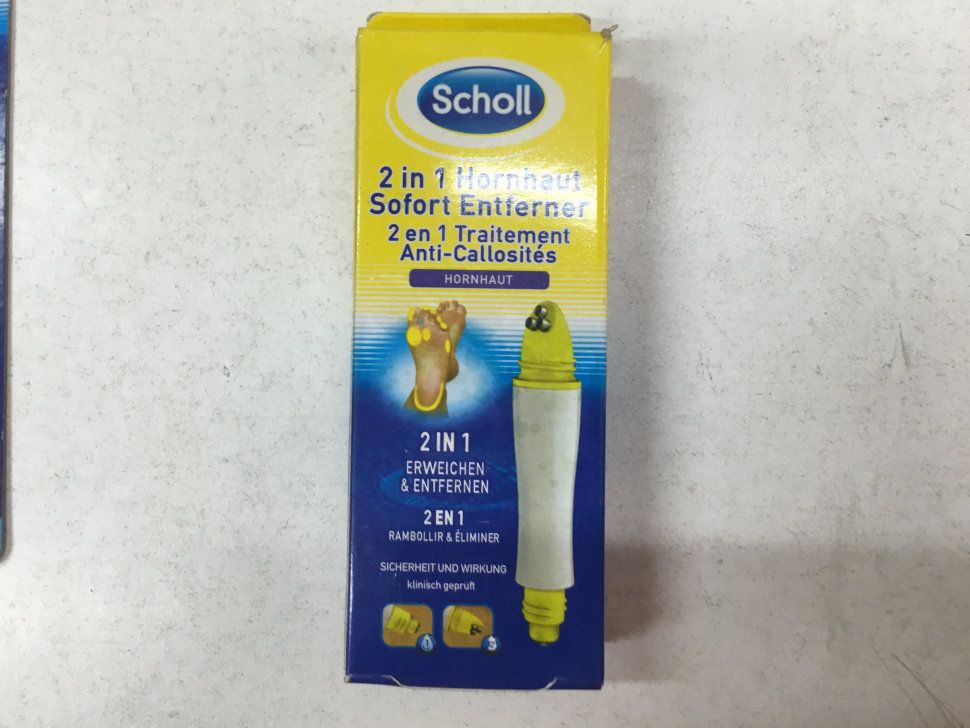 Scholl
2 in 1 Hornhaut
Sofort Entferner
2 en 1 Traitement
Anti-Callosités
HORNHAUT
2 IN 1
ERWEICHEN
& ENTFERNEN
2 EN 1
RAMBOLLIR & ÉLIMINER
SICHERHEIT UND WIRKUNG
klinisch geprüft